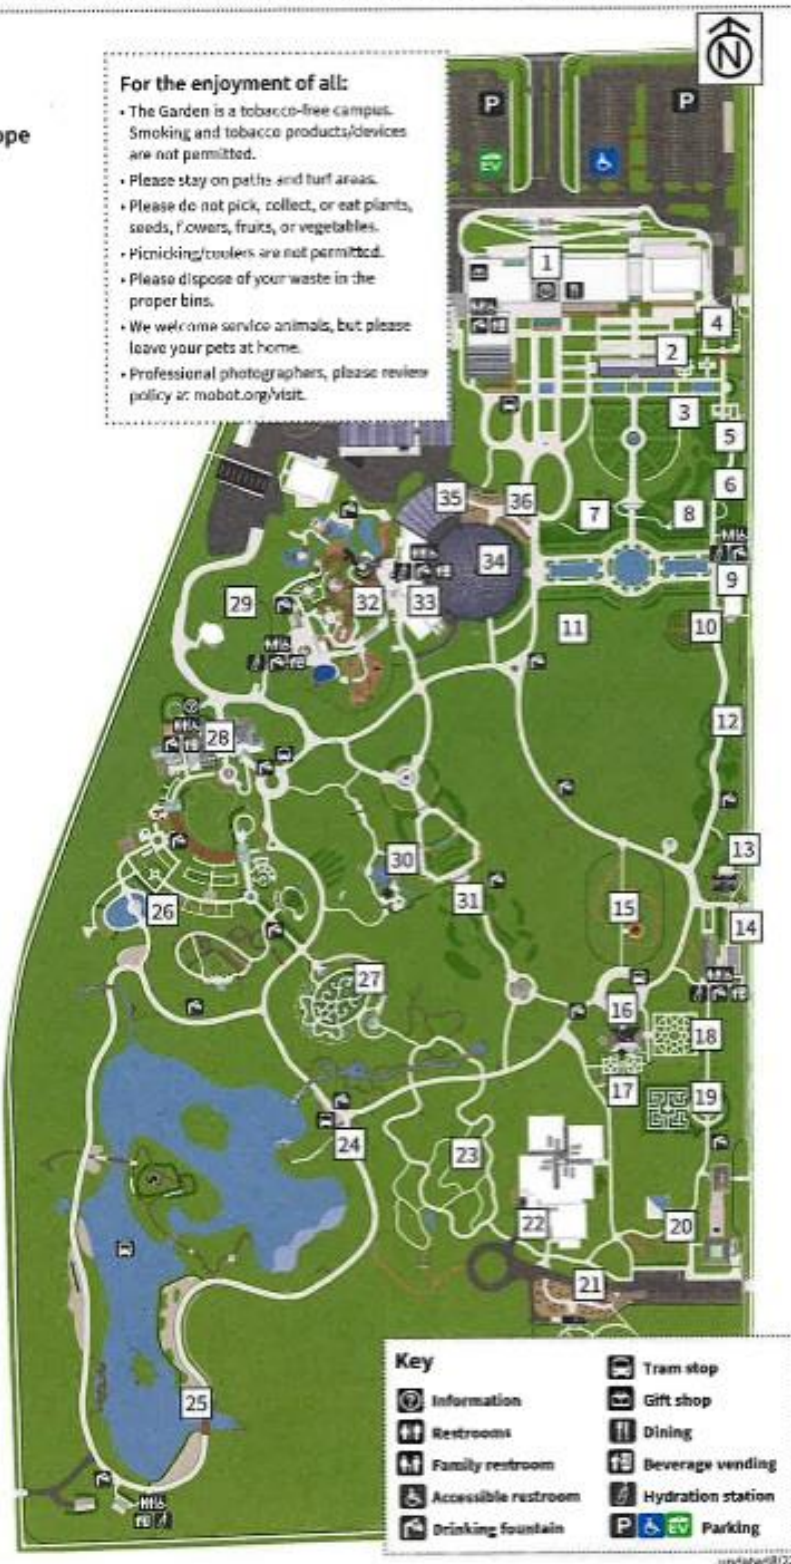 N
ope
For the enjoyment of all:
• The Garden is a tobacco-free campus.
Smoking and tobacco products/devices
are not permitted.
• Please stay on paths and turf areas.
• Please do not pick, collect, or eat plants,
seeds, flowers, fruits, or vegetables.
• Picnicking/coolers are not permitted.
• Please dispose of your waste in the
proper bins.
• We welcome service animals, but please
leave your pets at home.
• Professional photographers, please review
policy at mobot.org/visit.
P
P
EV
1
4
2
3
5
6
35
36
7
8
34
9
29
32
33
11
10
28
12
30
13
31
15
14
26
27
16
18
17
19
24
23
22
20
21
25
Key
Information
Restrooms
Family restroom
Accessible restroom
Drinking fountain
Tram stop
Gift shop
Dining
Beverage vending
Hydration station
P EV Parking